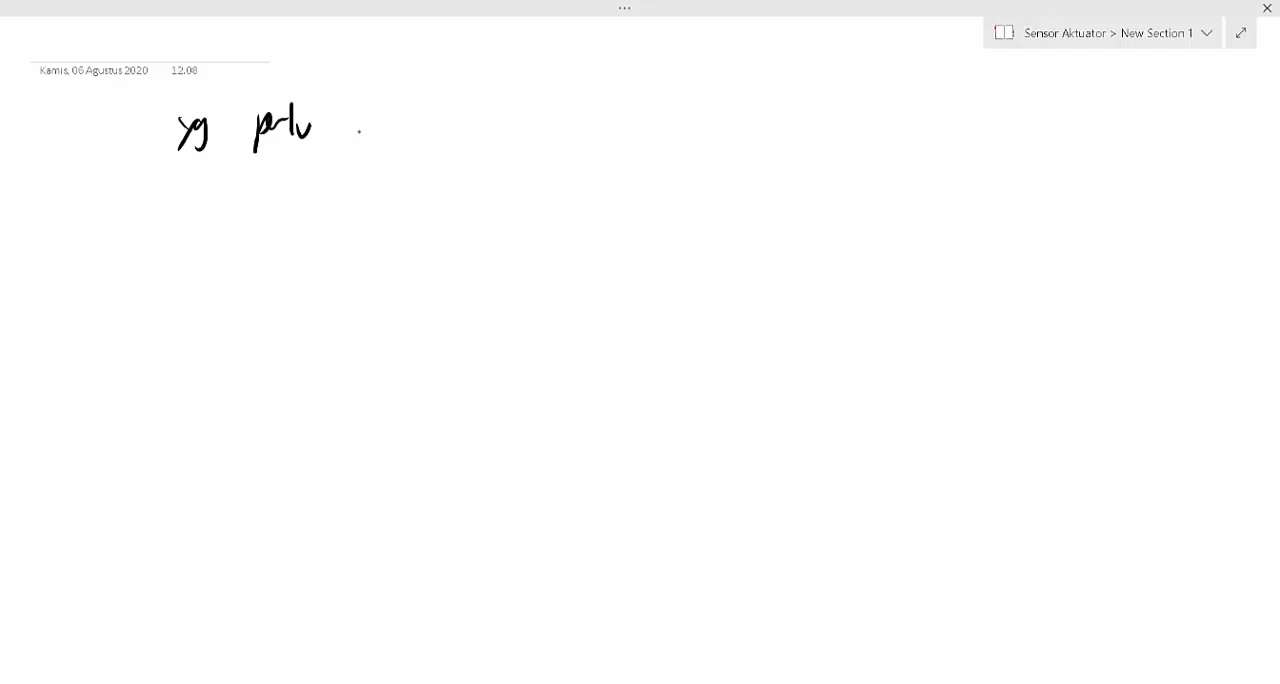 Sensor Aktuator > New Section 1
Kamis, 06 Agustus 2020 12.08
yg perlu